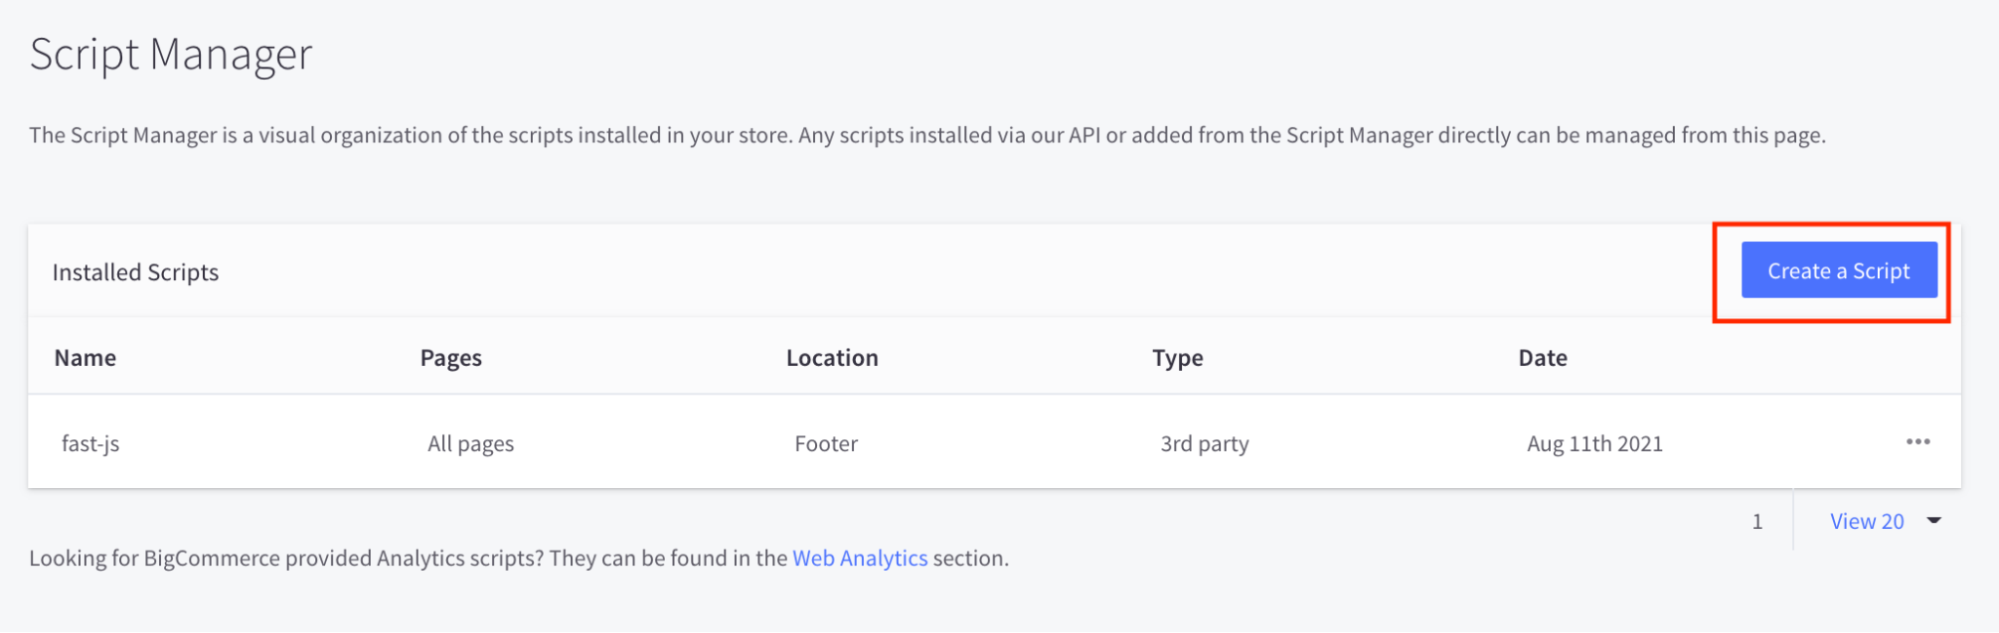 Script Manager
The Script Manager is a visual organization of the scripts installed in your store. Any scripts installed via our API or added from the Script Manager directly can be managed from this page.
Installed Scripts
Create a Script
Name Pages Location Type Date
fast-js All pages Footer 3rd party Aug 11th 2021
1 View 20
Looking for BigCommerce provided Analytics scripts? They can be found in the Web Analytics section.